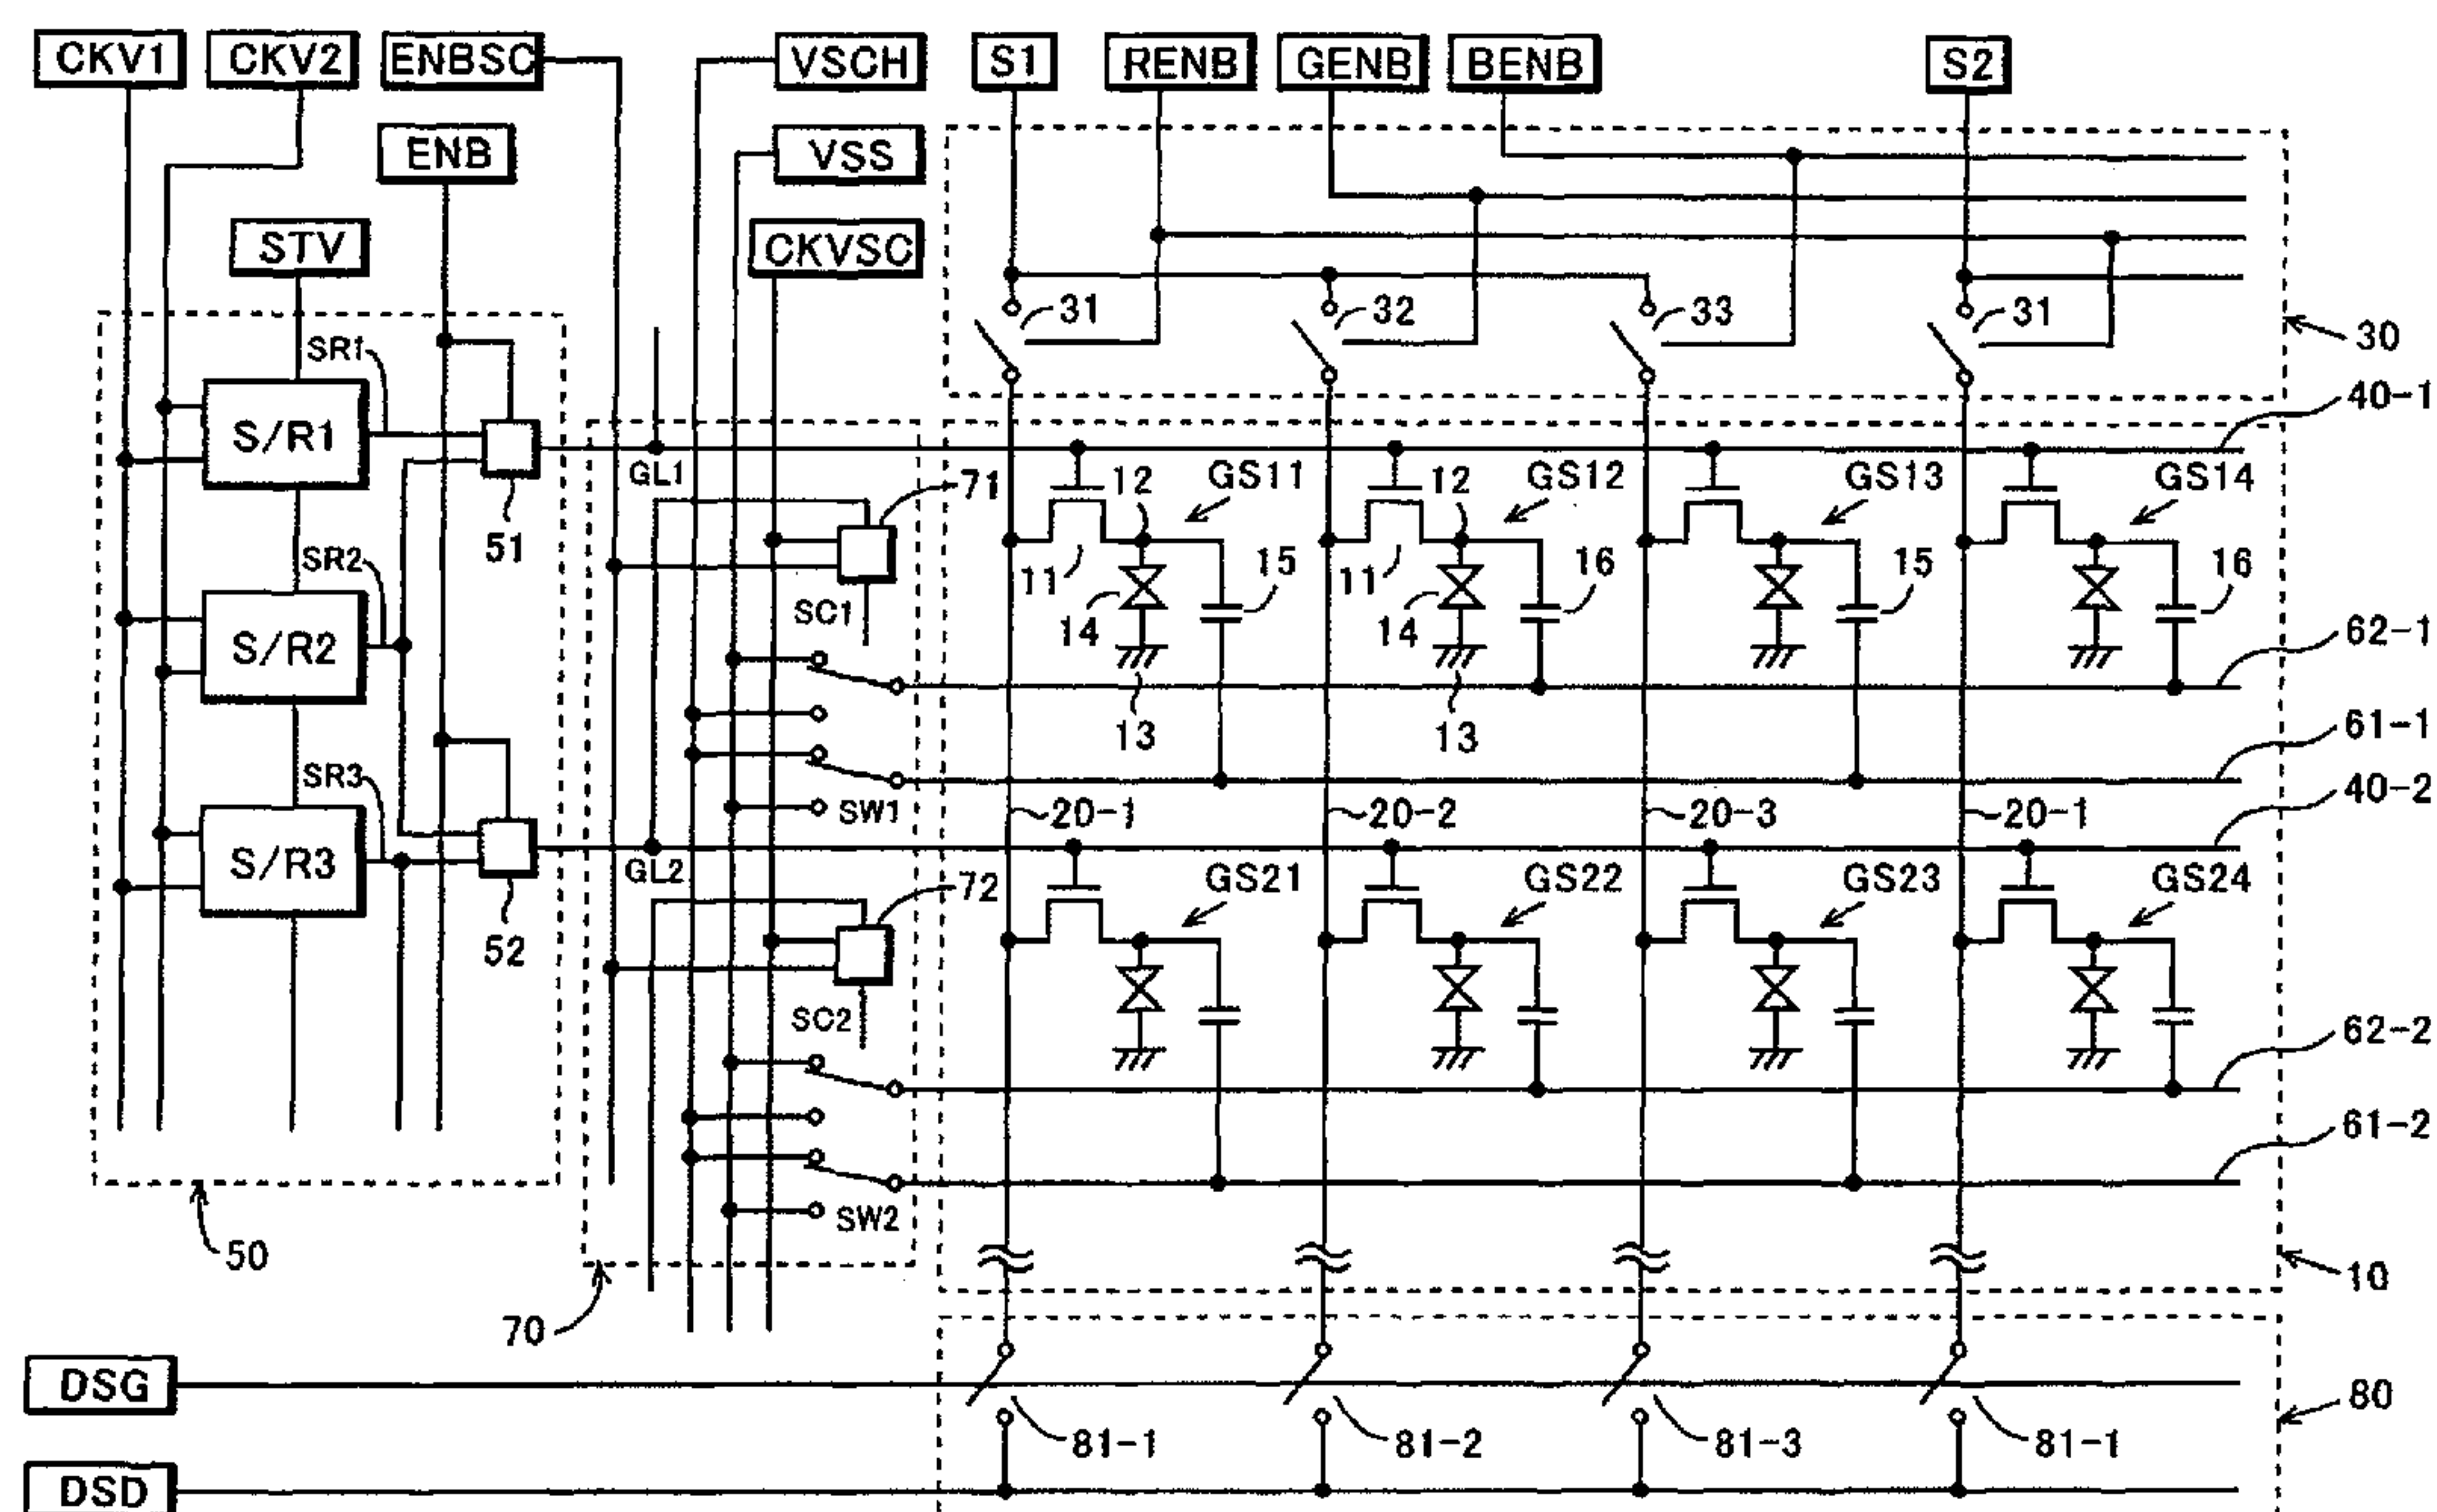 CKV1 CKV2 ENBSC VSCH S1 RENB GENB BENB S2
ENB VSS
STV CKVSC
SR1 31 32 33 31 30
40-1
S/R1 GL1 71 12 GS11 12 GS12 GS13 GS14
51
SR2 11 15 11 16 15 16
SC1 14 14
S/R2 62-1
13 13 61-1
SR3 SW1 20-1 20-2 20-3 20-1 40-2
S/R3 GL2 72 GS21 GS22 GS23 GS24
52
SC2 62-2
61-2
SW2
50 10
70
DSG 80
81-1 81-2 81-3 81-1
DSD